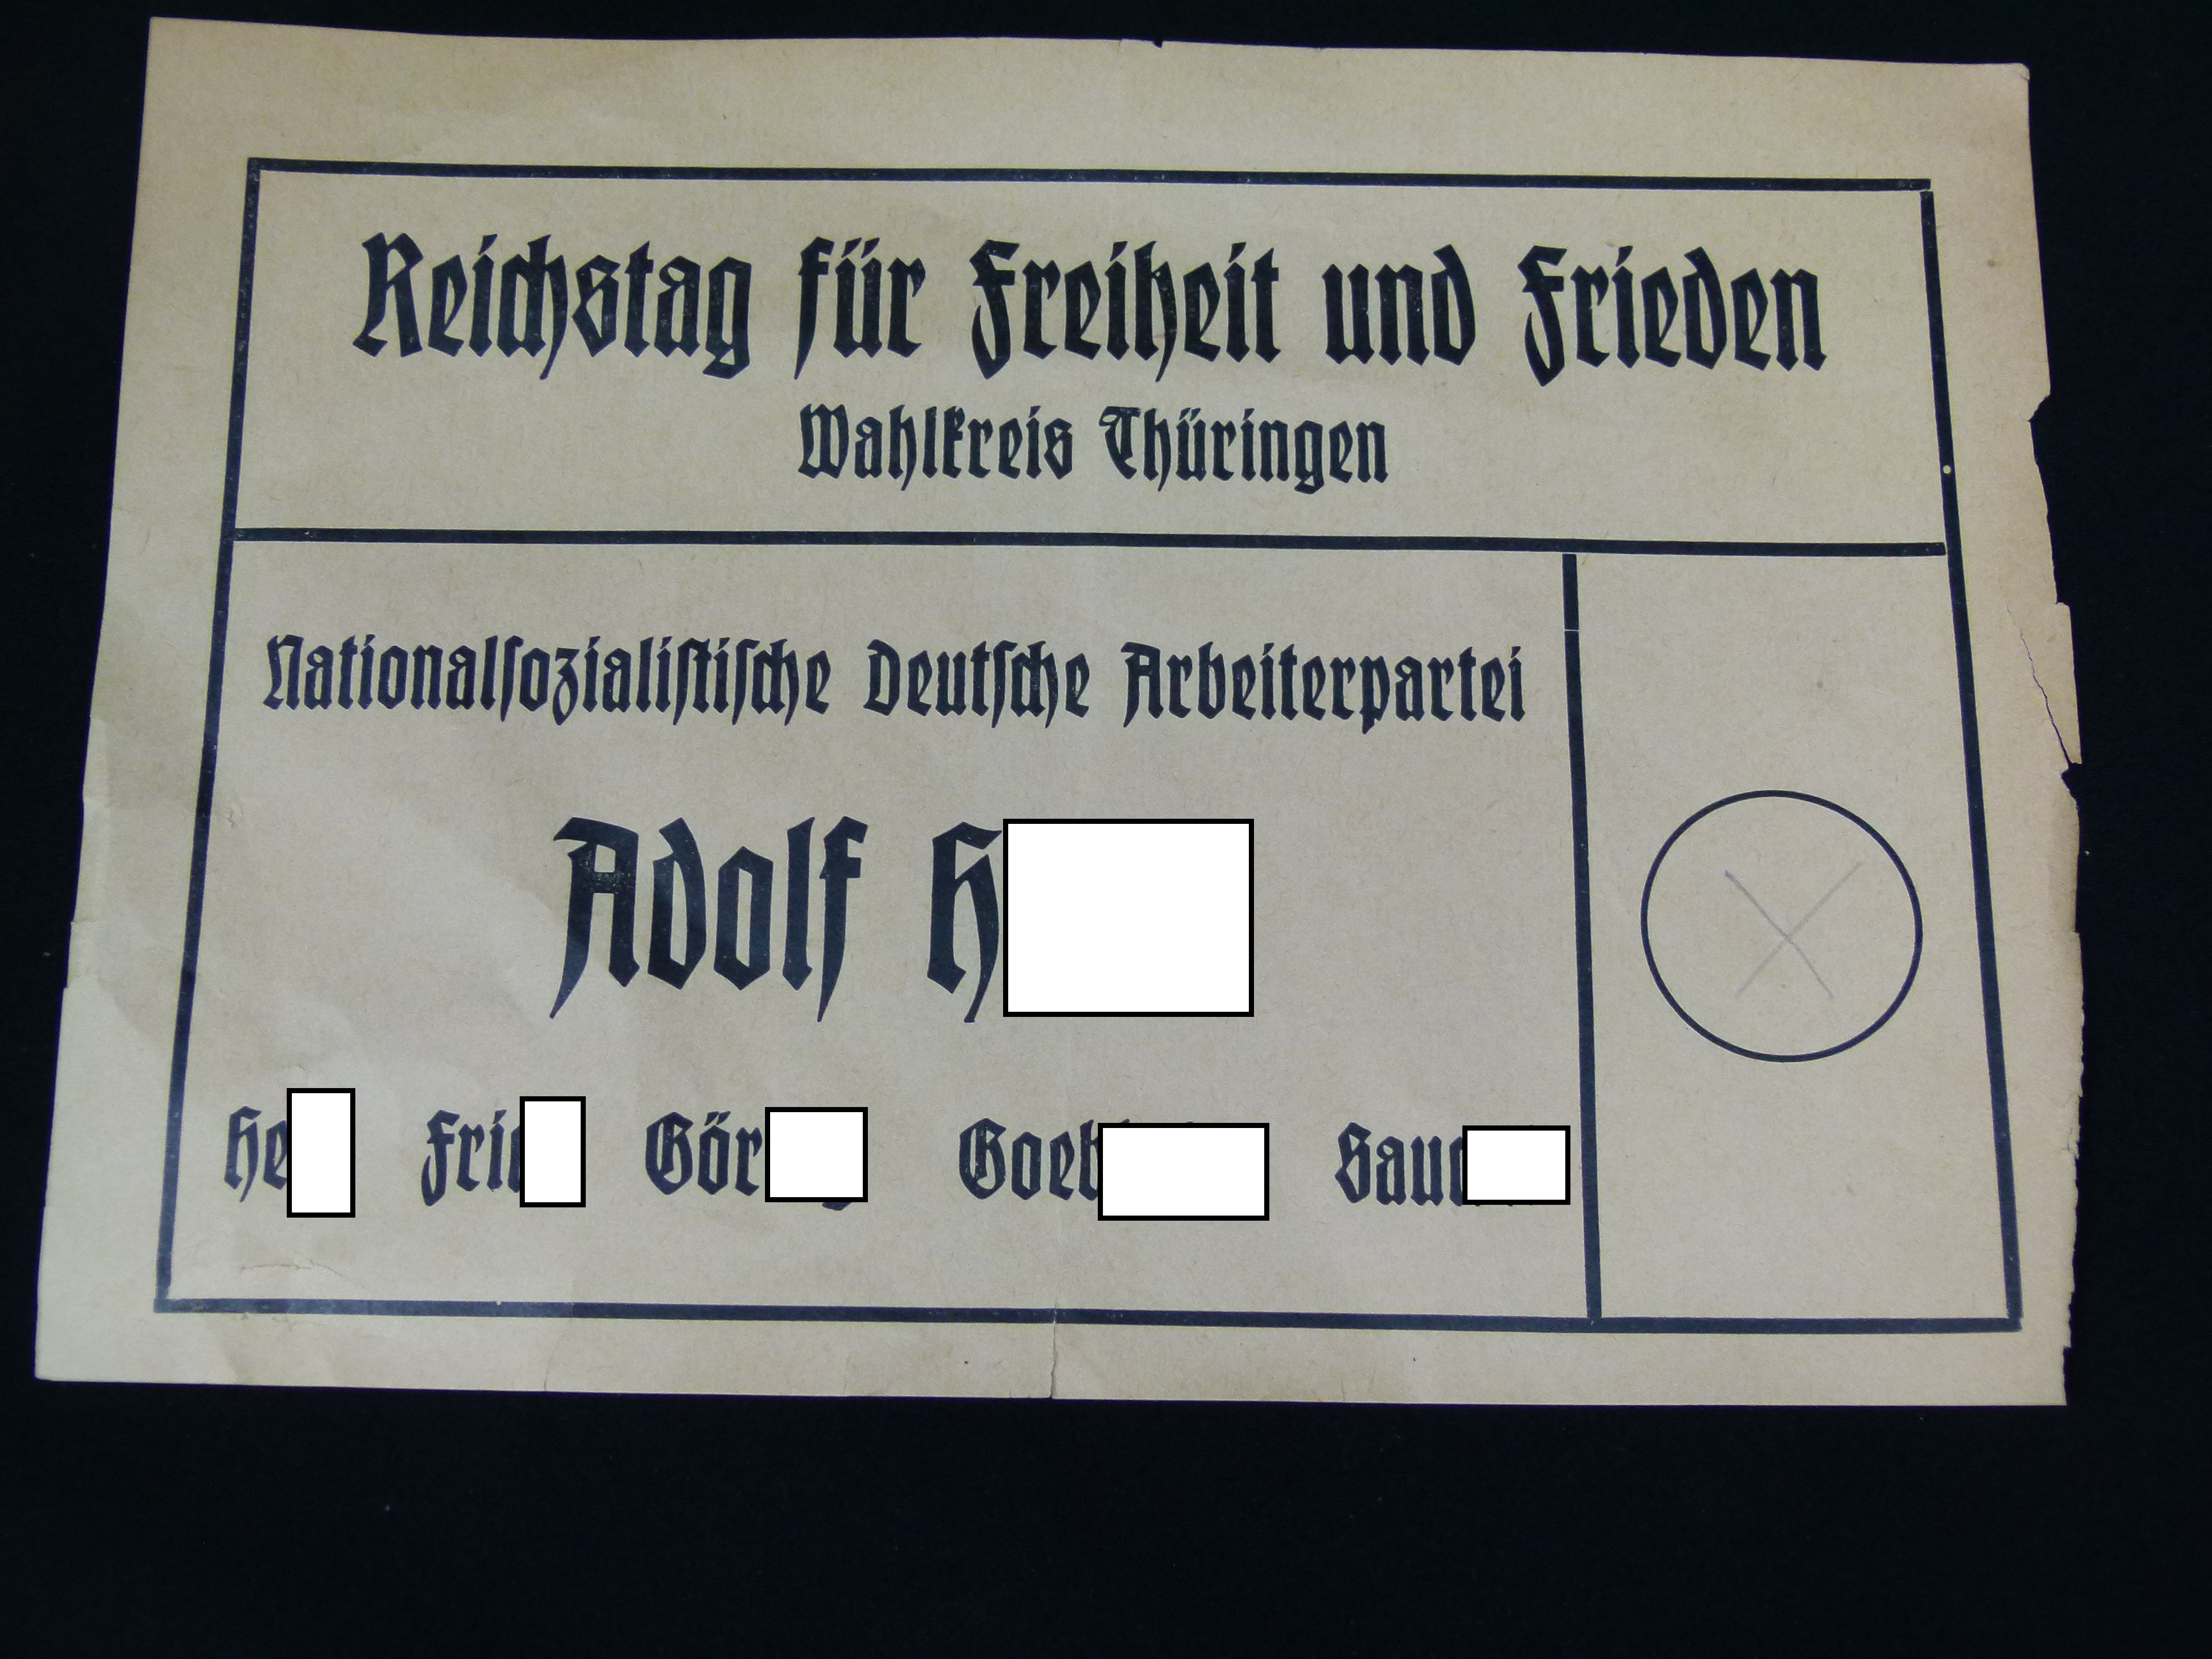 Reichstag für Freiheit und Frieden
Wahlkreis Thüringen
Nationalsozialistische Deutsche Arbeiterpartei
Adolf H
He Fri Gör Goeb Sau